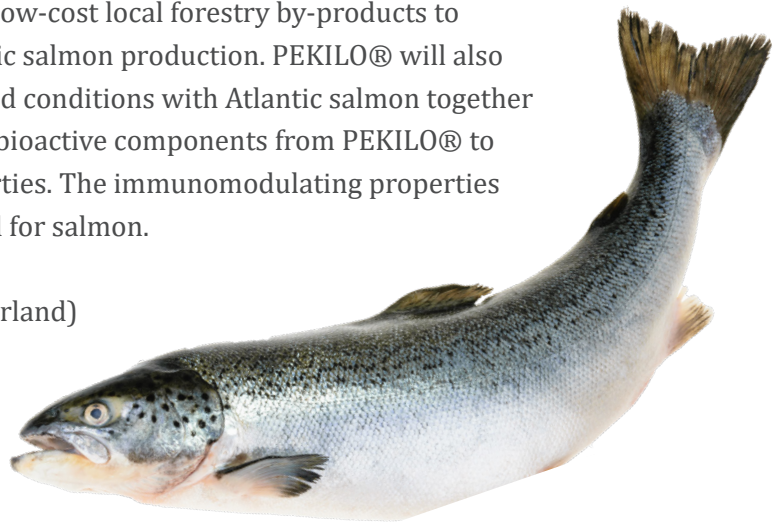 ow-cost local forestry by-products to
ic salmon production. PEKILO® will also
d conditions with Atlantic salmon together
bioactive components from PEKILO® to
rties. The immunomodulating properties
for salmon.
rland)